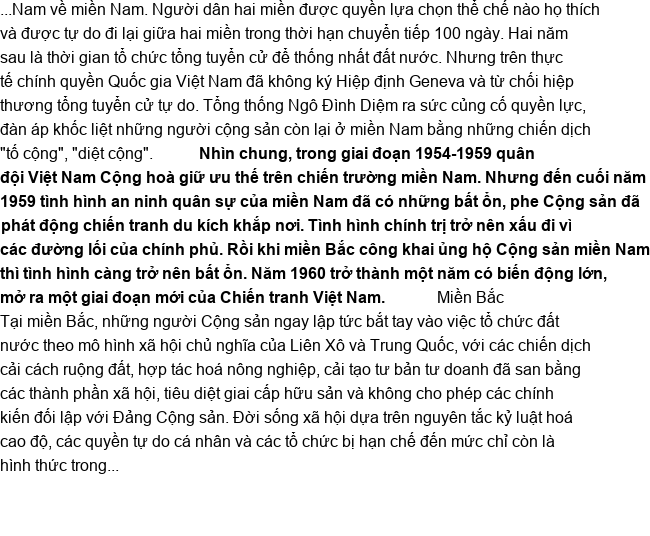 ...Nam về miền Nam. Người dân hai miền được quyền lựa chọn thể chế nào họ thích
và được tự do đi lại giữa hai miền trong thời hạn chuyển tiếp 100 ngày. Hai năm
sau là thời gian tổ chức tổng tuyển cử để thống nhất đất nước. Nhưng trên thực
tế chính quyền Quốc gia Việt Nam đã không ký Hiệp định Geneva và từ chối hiệp
thương tổng tuyển cử tự do. Tổng thống Ngô Đình Diệm ra sức củng cố quyền lực,
đàn áp khốc liệt những người cộng sản còn lại ở miền Nam bằng những chiến dịch
"tố cộng", "diệt cộng". Nhìn chung, trong giai đoạn 1954-1959 quân
đội Việt Nam Cộng hoà giữ ưu thế trên chiến trường miền Nam. Nhưng đến cuối năm
1959 tình hình an ninh quân sự của miền Nam đã có những bất ổn, phe Cộng sản đã
phát động chiến tranh du kích khắp nơi. Tình hình chính trị trở nên xấu đi vì
các đường lối của chính phủ. Rồi khi miền Bắc công khai ủng hộ Cộng sản miền Nam
thì tình hình càng trở nên bất ổn. Năm 1960 trở thành một năm có biến động lớn,
mở ra một giai đoạn mới của Chiến tranh Việt Nam. Miền Bắc
Tại miền Bắc, những người Cộng sản ngay lập tức bắt tay vào việc tổ chức đất
nước theo mô hình xã hội chủ nghĩa của Liên Xô và Trung Quốc, với các chiến dịch
cải cách ruộng đất, hợp tác hoá nông nghiệp, cải tạo tư bản tư doanh đã san bằng
các thành phần xã hội, tiêu diệt giai cấp hữu sản và không cho phép các chính
kiến đối lập với Đảng Cộng sản. Đời sống xã hội dựa trên nguyên tắc kỷ luật hoá
cao độ, các quyền tự do cá nhân và các tổ chức bị hạn chế đến mức chỉ còn là
hình thức trong...